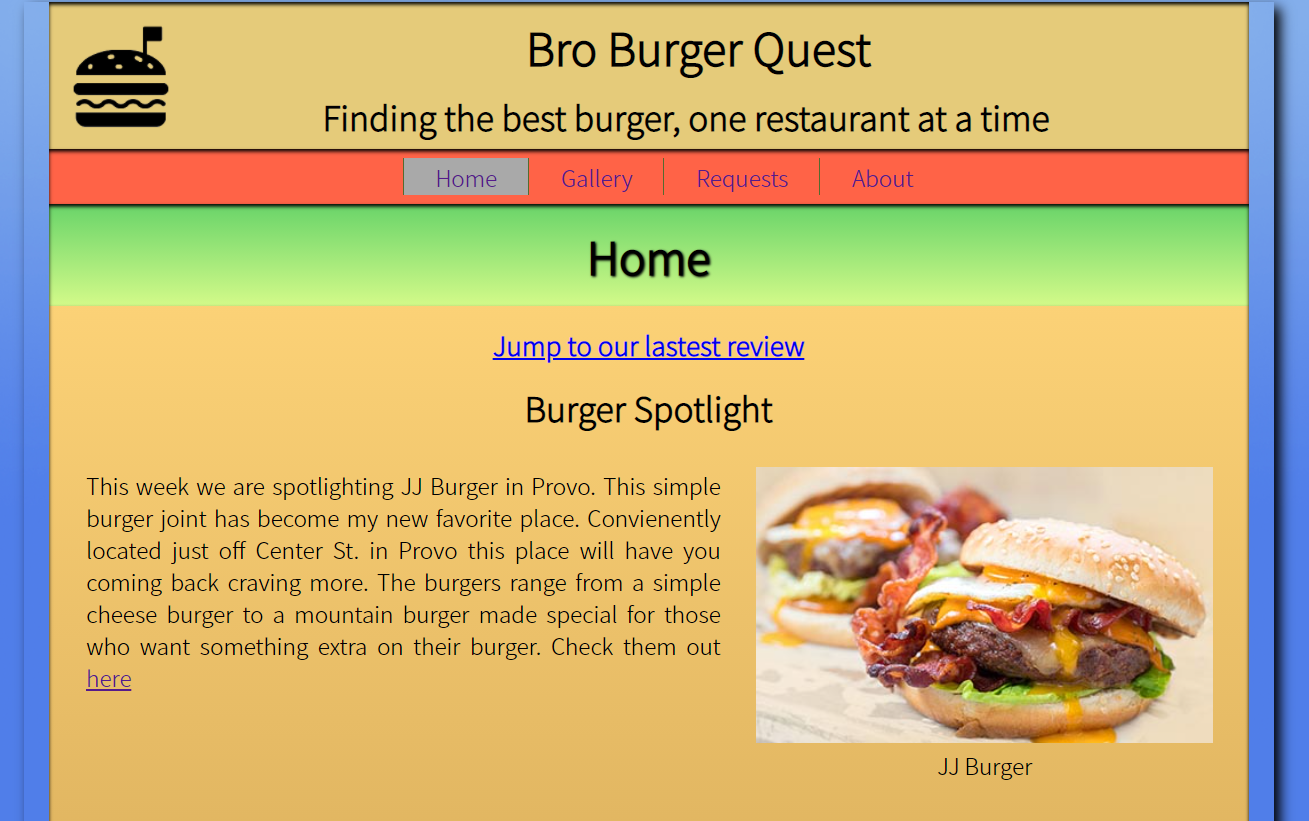 Bro Burger Quest
Finding the best burger, one restaurant at a time
Home Gallery Requests About
Home
Jump to our lastest review
Burger Spotlight
This week we are spotlighting JJ Burger in Provo. This simple
burger joint has become my new favorite place. Convienently
located just off Center St. in Provo this place will have you
coming back craving more. The burgers range from a simple
cheese burger to a mountain burger made special for those
who want something extra on their burger. Check them out
here
JJ Burger